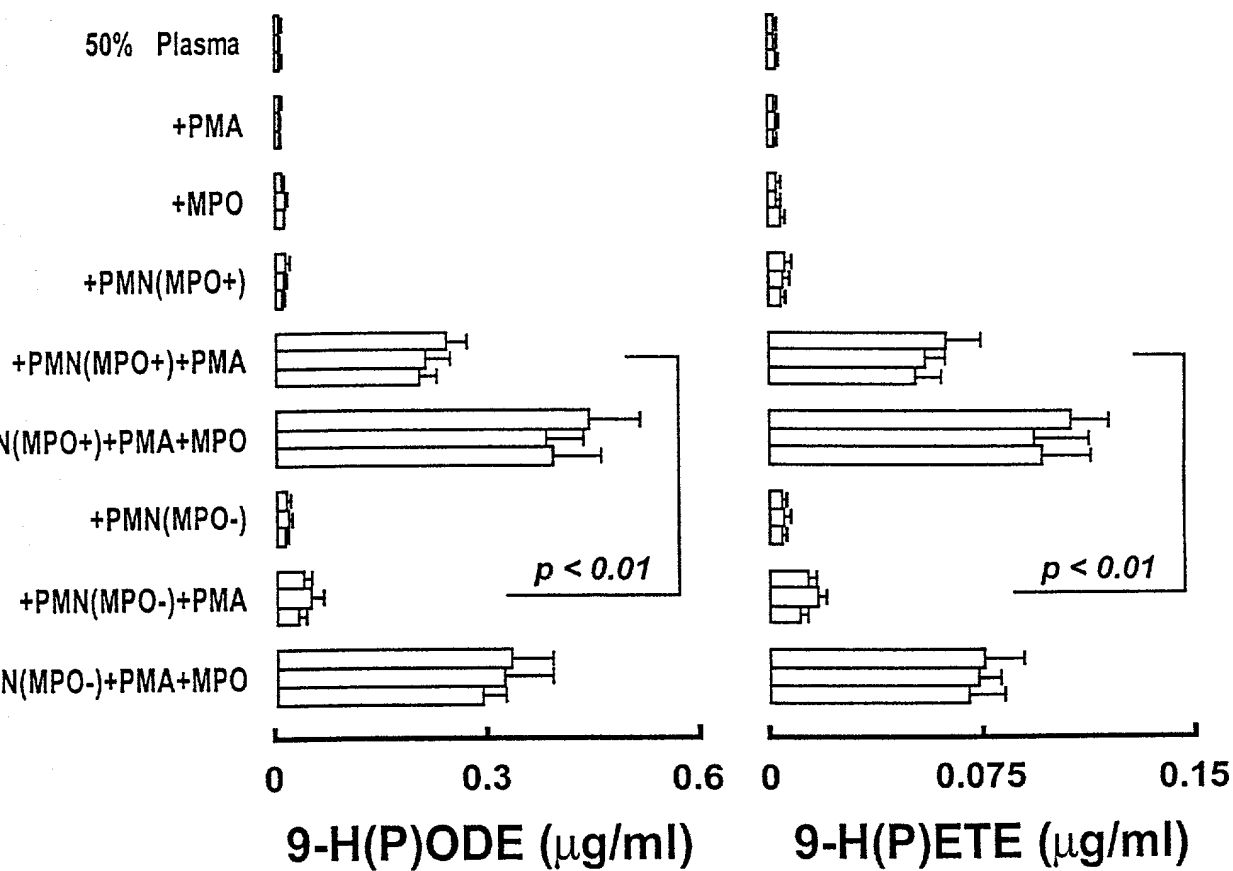 50% Plasma
+PMA
+MPO
+PMN(MPO+)
+PMN(MPO+)+PMA
N(MPO+)+PMA+MPO
+PMN(MPO-)
+PMN(MPO-)+PMA
N(MPO-)+PMA+MPO
p < 0.01
p < 0.01
0 0.3 0.6 0 0.075 0.15
9-H(P)ODE (μg/ml) 9-H(P)ETE (μg/ml)